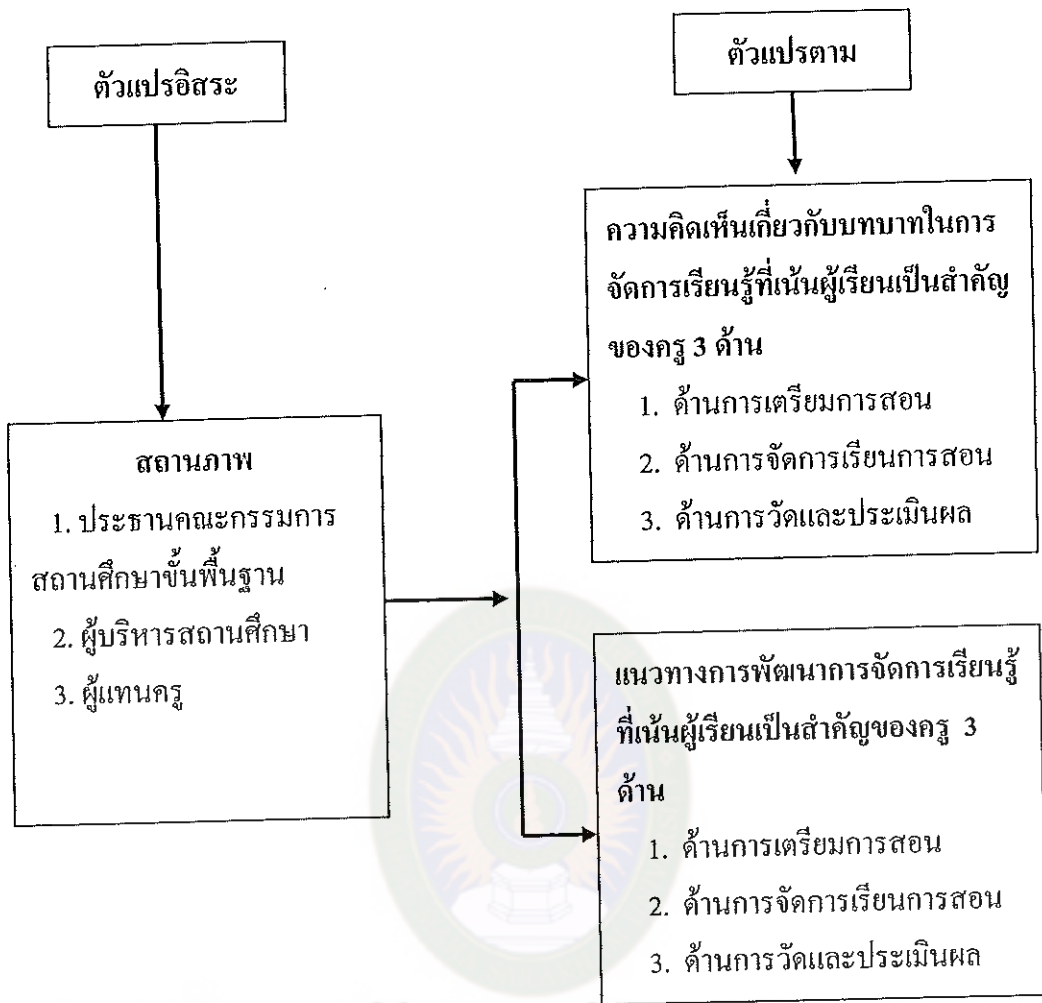 ตัวแปรอิสระ
ตัวแปรตาม
สถานภาพ
1. ประธานคณะกรรมการ
สถานศึกษาขั้นพื้นฐาน
2. ผู้บริหารสถานศึกษา
3. ผู้แทนครู
ความคิดเห็นเกี่ยวกับบทบาทในการ
จัดการเรียนรู้ที่เน้นผู้เรียนเป็นสำคัญ
ของครู 3 ด้าน
1. ด้านการเตรียมการสอน
2. ด้านการจัดการเรียนการสอน
3. ด้านการวัดและประเมินผล
แนวทางการพัฒนาการจัดการเรียนรู้
ที่เน้นผู้เรียนเป็นสำคัญของครู 3
ด้าน
1. ด้านการเตรียมการสอน
2. ด้านการจัดการเรียนการสอน
3. ด้านการวัดและประเมินผล